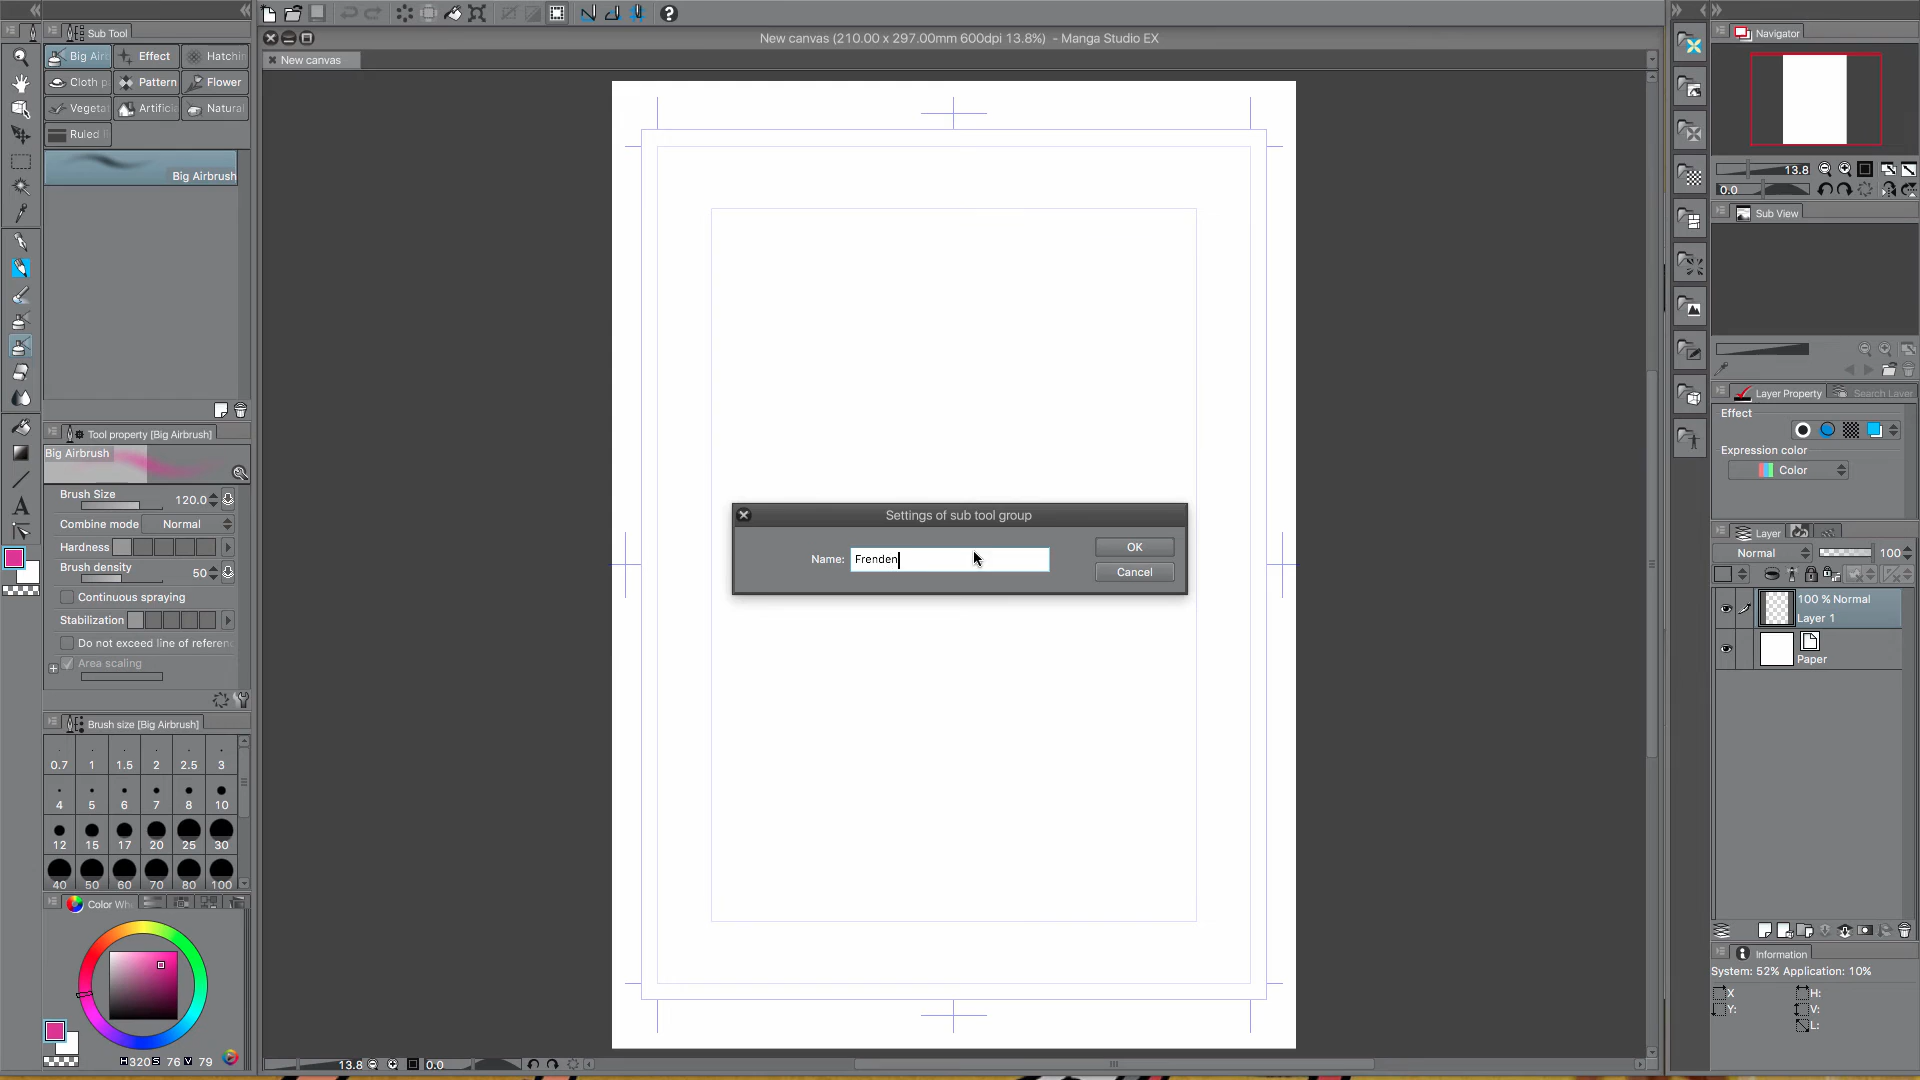 New canvas (210.00 x 297.00mm 600dpi 13.8%) - Manga Studio EX
New canvas
Sub Tool
Big Air
Effect
Hatchin
Cloth p
Pattern
Flower
Vegeta
Artificia
Natural
Ruled l
Big Airbrush
Tool property [Big Airbrush]
Big Airbrush
Brush Size 120.0
Combine mode Normal
Hardness
Brush density 50
Continuous spraying
Stabilization
Do not exceed line of referenc
Area scaling
Brush size [Big Airbrush]
0.7 1 1.5 2 2.5 3
4 5 6 7 8 10
12 15 17 20 25 30
40 50 60 70 80 100
Color Whe
H320 S 76 V 79
Settings of sub tool group
Name: Frenden
OK
Cancel
13.8 0.0
Navigator
13.8
0.0
Sub View
Layer Property
Search Layer
Effect
Expression color
Color
Layer
Normal 100
100 % Normal
Layer 1
Paper
Information
System: 52% Application: 10%
X H:
Y: V:
L: